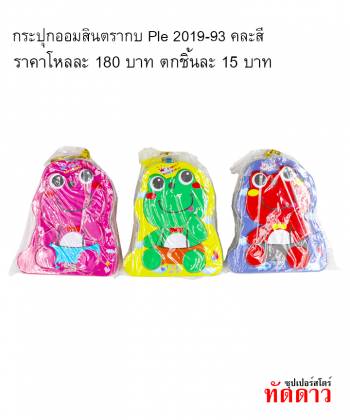 กระปุกออมสินตรากบ Ple 2019-93 คละสี
ราคาโหลละ 180 บาท ตกชิ้นละ 15 บาท
ซุปเปอร์สโตร์
ทัดดาว